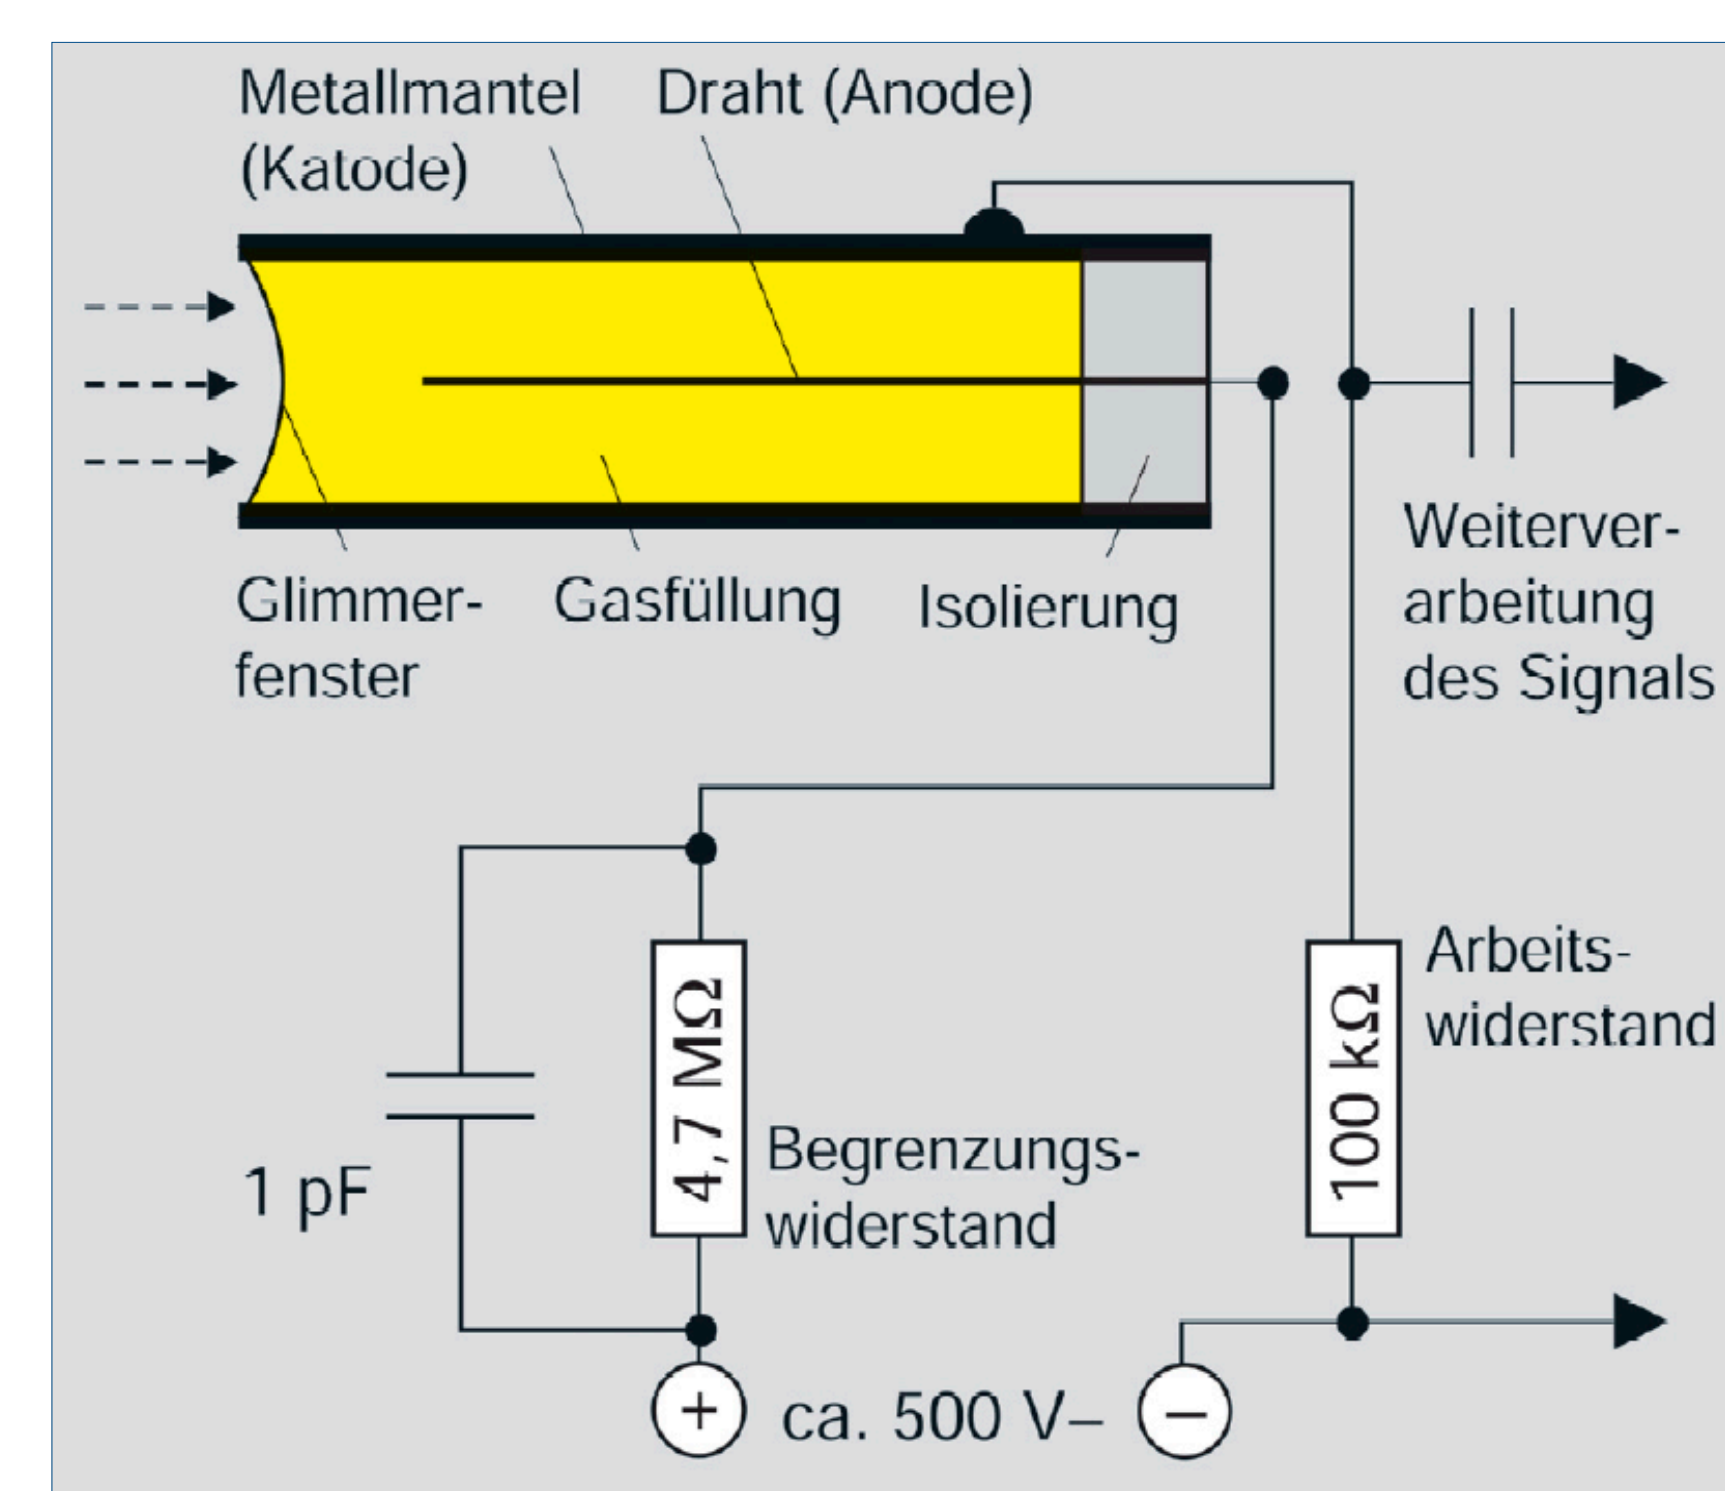 Metallmantel
(Katode)
Draht (Anode)
Glimmer-
fenster
Gasfüllung
Isolierung
Weiterver-
arbeitung
des Signals
1 pF
4,7 MΩ
Begrenzungs-
widerstand
100 kΩ
Arbeits-
widerstand
+
ca. 500 V–
–